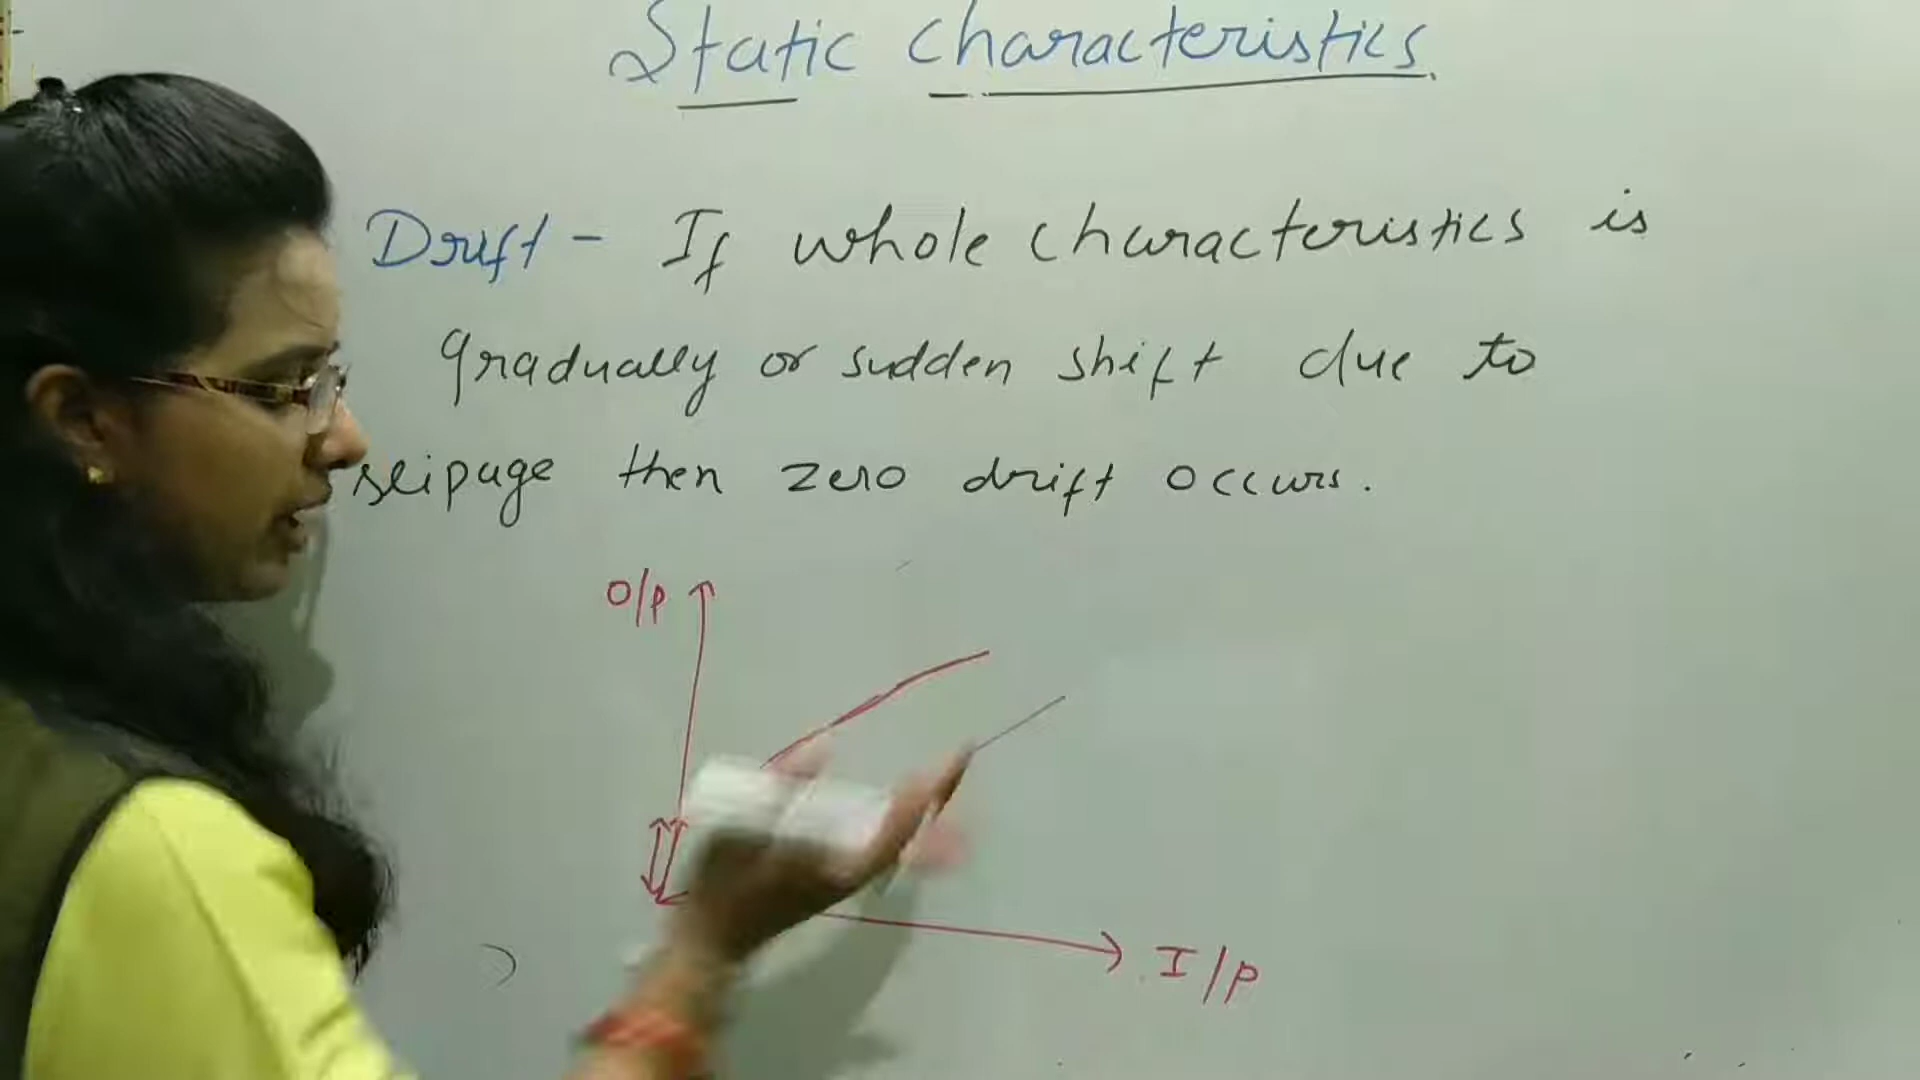 Static characteristics.
Drift - If whole characteristics is
gradually or sudden shift due to
slipage then zero drift occurs.
O/P
I/P